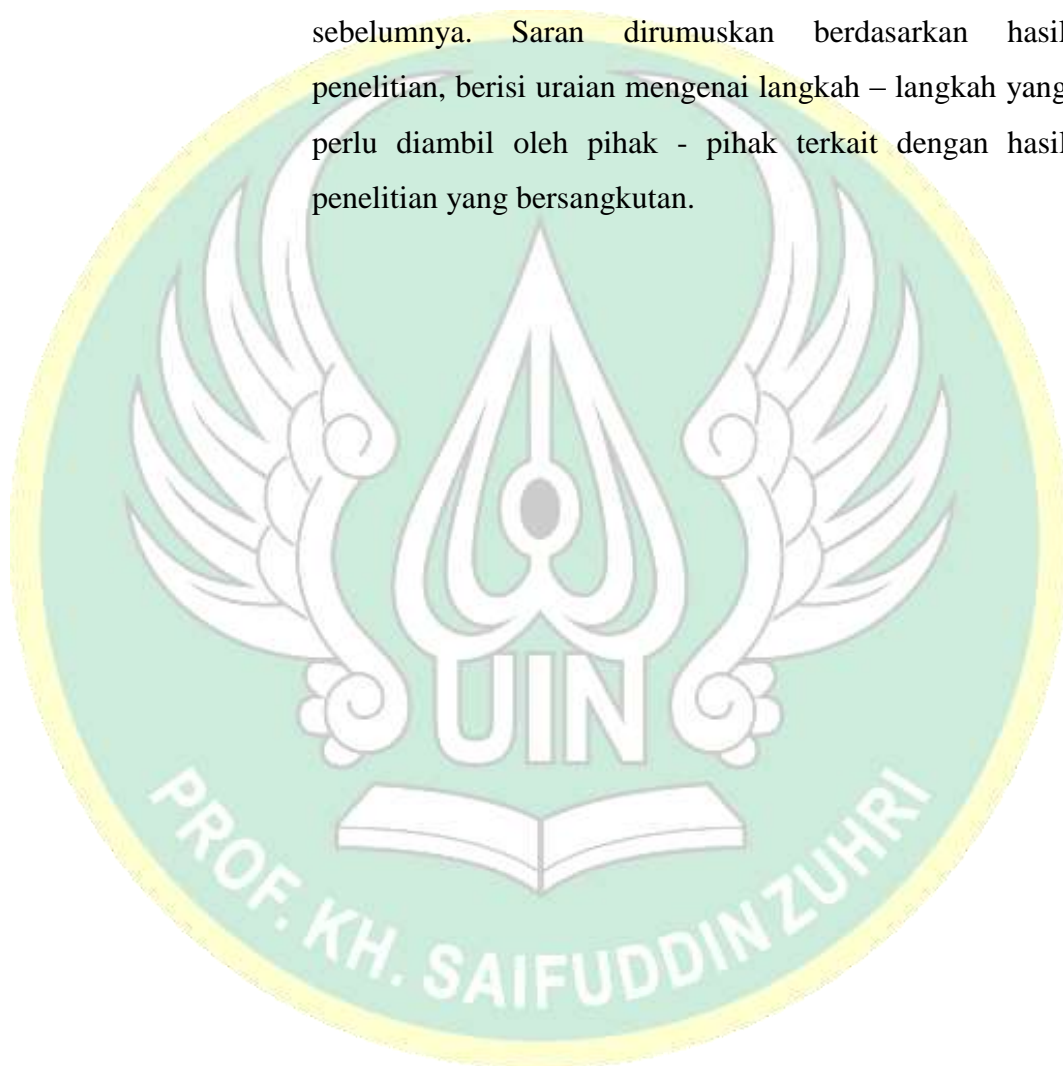 sebelumnya. Saran dirumuskan berdasarkan hasil
penelitian, berisi uraian mengenai langkah – langkah yang
perlu diambil oleh pihak - pihak terkait dengan hasil
penelitian yang bersangkutan.
UIN
PROF. KH. SAIFUDDIN ZUHRI